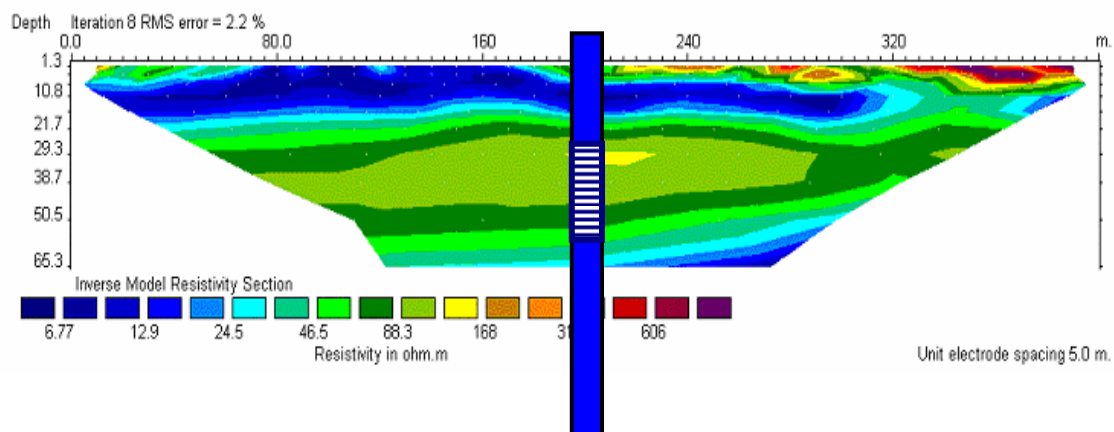 Depth Iteration 8 RMS error = 2.2 %
0.0 80.0 160 240 320 m.
1.3
10.8
21.7
29.3
38.7
50.5
65.3
Inverse Model Resistivity Section
6.77 12.9 24.5 46.5 88.3 168 606
Resistivity in ohm.m
Unit electrode spacing 5.0 m.